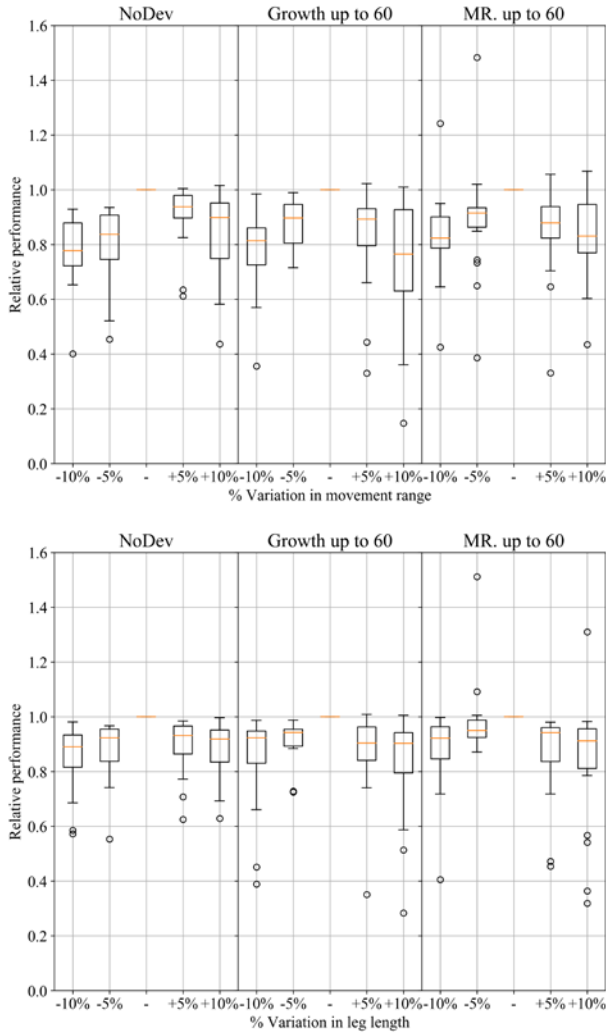 NoDev Growth up to 60 MR. up to 60
1.6
1.4
1.2
1.0
0.8
0.6
0.4
0.2
0.0
Relative performance
-10% -5% - +5% +10% -10% -5% - +5% +10% -10% -5% - +5% +10%
% Variation in movement range
NoDev Growth up to 60 MR. up to 60
1.6
1.4
1.2
1.0
0.8
0.6
0.4
0.2
0.0
Relative performance
-10% -5% - +5% +10% -10% -5% - +5% +10% -10% -5% - +5% +10%
% Variation in leg length